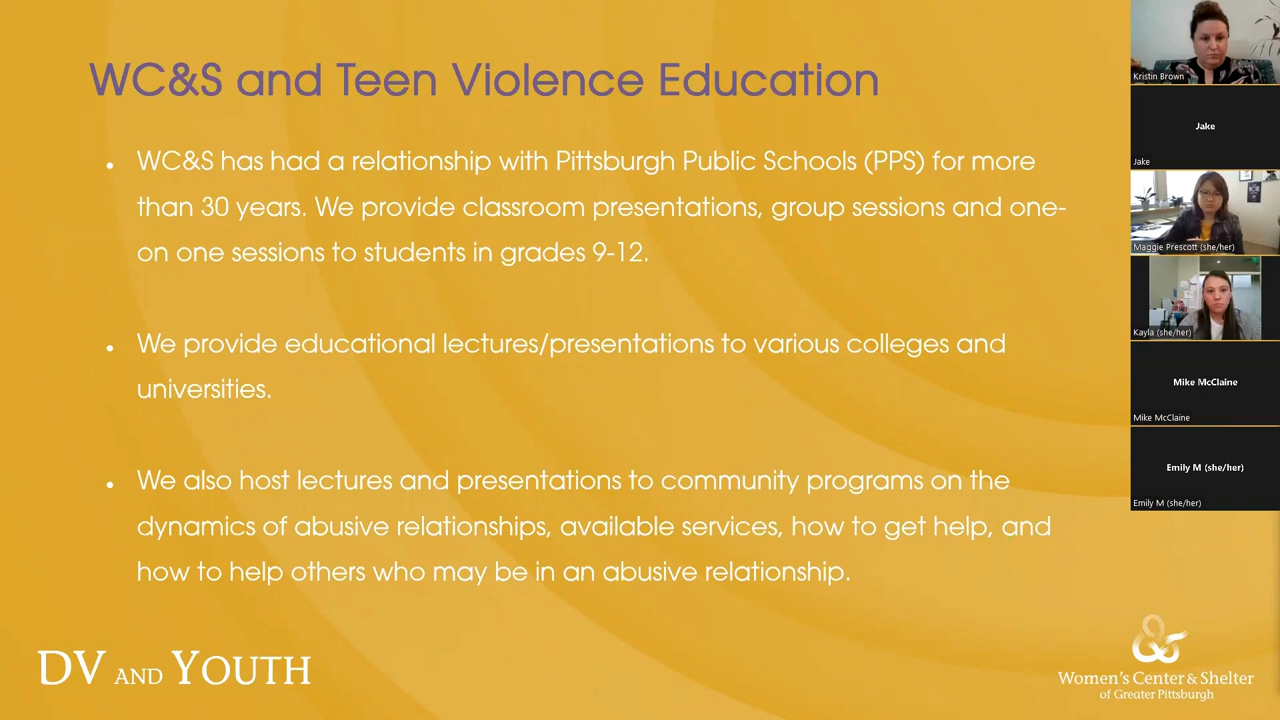 WC&S and Teen Violence Education
• WC&S has had a relationship with Pittsburgh Public Schools (PPS) for more
than 30 years. We provide classroom presentations, group sessions and one-
on one sessions to students in grades 9-12.
• We provide educational lectures/presentations to various colleges and
universities.
• We also host lectures and presentations to community programs on the
dynamics of abusive relationships, available services, how to get help, and
how to help others who may be in an abusive relationship.
DV AND YOUTH
Women's Center & Shelter
of Greater Pittsburgh
Kristin Brown
Jake
Jake
Maggie Prescott (she/her)
Kayla (she/her)
Mike McClaine
Mike McClaine
Emily M (she/her)
Emily M (she/her)